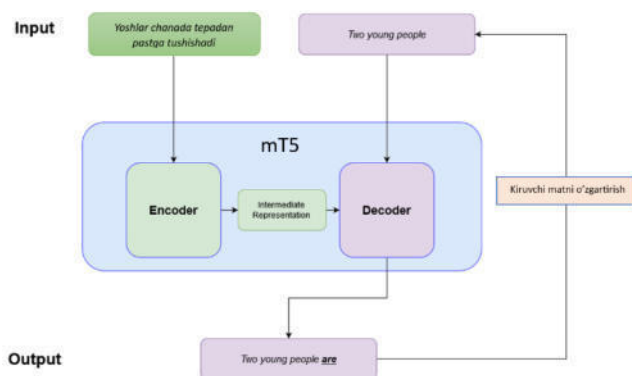 Input
Yoshlar chanada tepadan
pastga tushishadi
Two young people
mT5
Encoder
Intermediate
Representation
Decoder
Kiruvchi matni o'zgartirish
Output
Two young people are